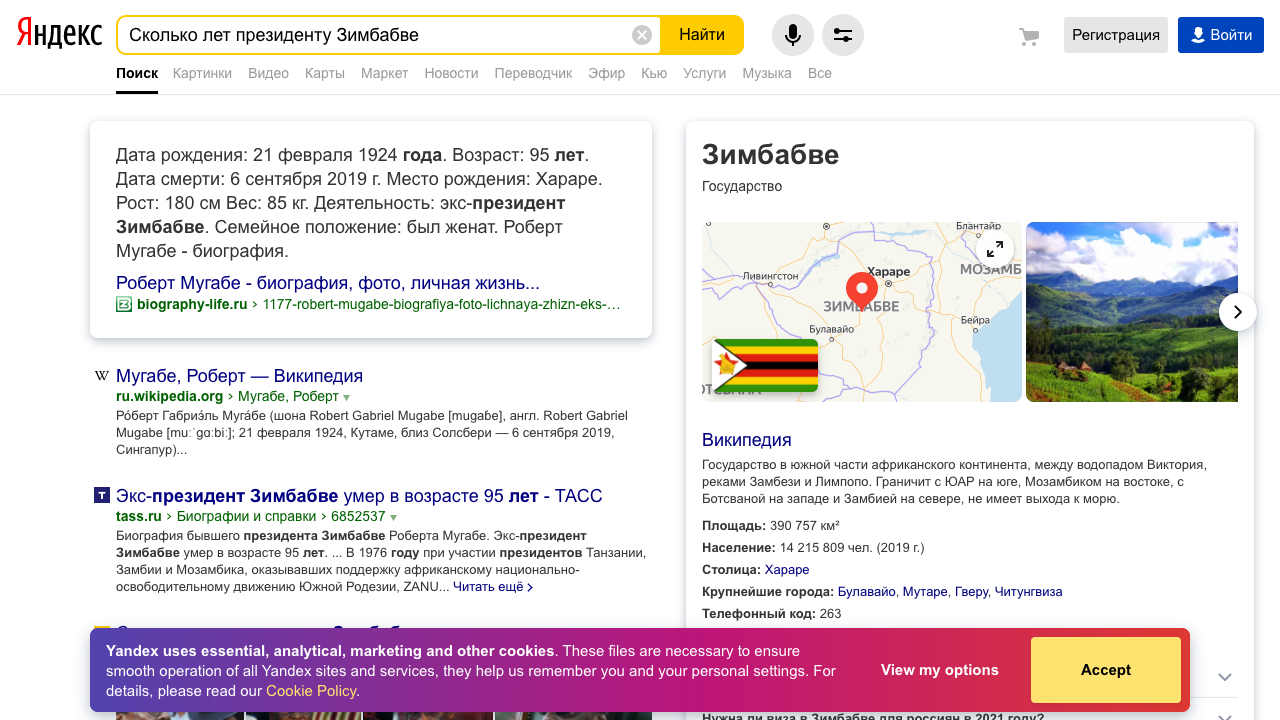 Яндекс
Сколько лет президенту Зимбабве
Найти
Регистрация
Войти
Поиск Картинки Видео Карты Маркет Новости Переводчик Эфир Кью Услуги Музыка Все
Дата рождения: 21 февраля 1924 года. Возраст: 95 лет.
Дата смерти: 6 сентября 2019 г. Место рождения: Хараре.
Рост: 180 см Вес: 85 кг. Деятельность: экс-президент
Зимбабве. Семейное положение: был женат. Роберт
Мугабе - биография.
Роберт Мугабе - биография, фото, личная жизнь...
biography-life.ru › 1177-robert-mugabe-biografiya-foto-lichnaya-zhizn-eks-…
W
Мугабе, Роберт — Википедия
ru.wikipedia.org › Мугабе, Роберт
Ро́берт Габриэ́ль Муга́бе (шона Robert Gabriel Mugabe [mugaɓe], англ. Robert Gabriel
Mugabe [muːˈɡɑːbiː]; 21 февраля 1924, Кутаме, близ Солсбери — 6 сентября 2019,
Сингапур)...
Экс-президент Зимбабве умер в возрасте 95 лет - ТАСС
tass.ru › Биографии и справки › 6852537
Биография бывшего президента Зимбабве Роберта Мугабе. Экс-президент
Зимбабве умер в возрасте 95 лет. ... В 1976 году при участии президентов Танзании,
Замбии и Мозамбика, оказывавших поддержку африканскому национально-
освободительному движению Южной Родезии, ZANU... Читать ещё ›
Зимбабве
Государство
Блантайр
Хараре
МОЗАМБ
Ливингстон
ЗИМБАБВЕ
Булавайо
Бейра
Википедия
Государство в южной части африканского континента, между водопадом Виктория,
реками Замбези и Лимпопо. Граничит с ЮАР на юге, Мозамбиком на востоке, с
Ботсваной на западе и Замбией на севере, не имеет выхода к морю.
Площадь: 390 757 км²
Население: 14 215 809 чел. (2019 г.)
Столица: Хараре
Крупнейшие города: Булавайо, Мутаре, Гверу, Читунгвиза
Телефонный код: 263
Yandex uses essential, analytical, marketing and other cookies. These files are necessary to ensure
smooth operation of all Yandex sites and services, they help us remember you and your personal settings. For
details, please read our Cookie Policy.
View my options
Accept
Нужна ли виза в Зимбабве для россиян в 2021 году?